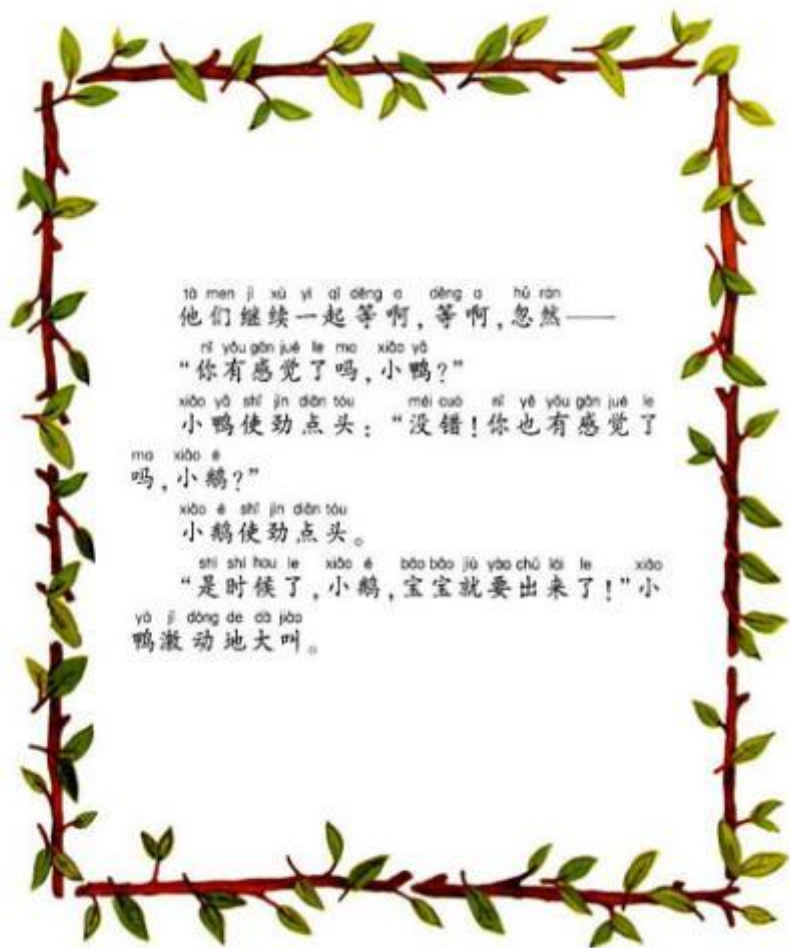 tā men jì xù yì qǐ děng a děng a hū rán
他们继续一起等啊,等啊,忽然——
nǐ yǒu gǎn jué le ma xiǎo yā
“你有感觉了吗,小鸭?”
xiǎo yā shǐ jìn diǎn tóu méi cuò nǐ yě yǒu gǎn jué le
小鸭使劲点头:“没错!你也有感觉了
ma xiǎo é
吗,小鹅?”
xiǎo é shǐ jìn diǎn tóu
小鹅使劲点头。
shì shí hou le xiǎo é bǎo bǎo jiù yào chū lái le xiǎo
“是时候了,小鹅,宝宝就要出来了!”小
yā jī dòng de dà jiào
鸭激动地大叫。